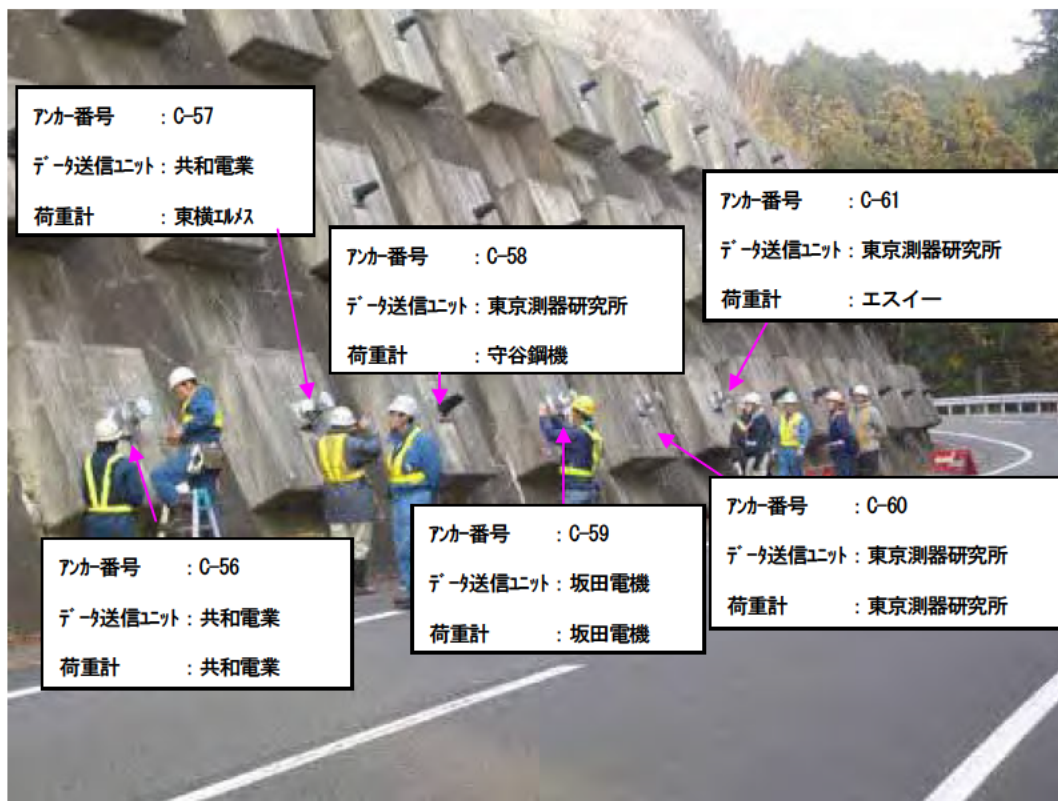 ｱﾝｶｰ番号 : C-57
ﾃﾞｰﾀ送信ﾕﾆｯﾄ : 共和電業
荷重計 : 東横ｴﾙﾒｽ
ｱﾝｶｰ番号 : C-58
ﾃﾞｰﾀ送信ﾕﾆｯﾄ : 東京測器研究所
荷重計 : 守谷鋼機
ｱﾝｶｰ番号 : C-61
ﾃﾞｰﾀ送信ﾕﾆｯﾄ : 東京測器研究所
荷重計 : エスイー
ｱﾝｶｰ番号 : C-56
ﾃﾞｰﾀ送信ﾕﾆｯﾄ : 共和電業
荷重計 : 共和電業
ｱﾝｶｰ番号 : C-59
ﾃﾞｰﾀ送信ﾕﾆｯﾄ : 坂田電機
荷重計 : 坂田電機
ｱﾝｶｰ番号 : C-60
ﾃﾞｰﾀ送信ﾕﾆｯﾄ : 東京測器研究所
荷重計 : 東京測器研究所